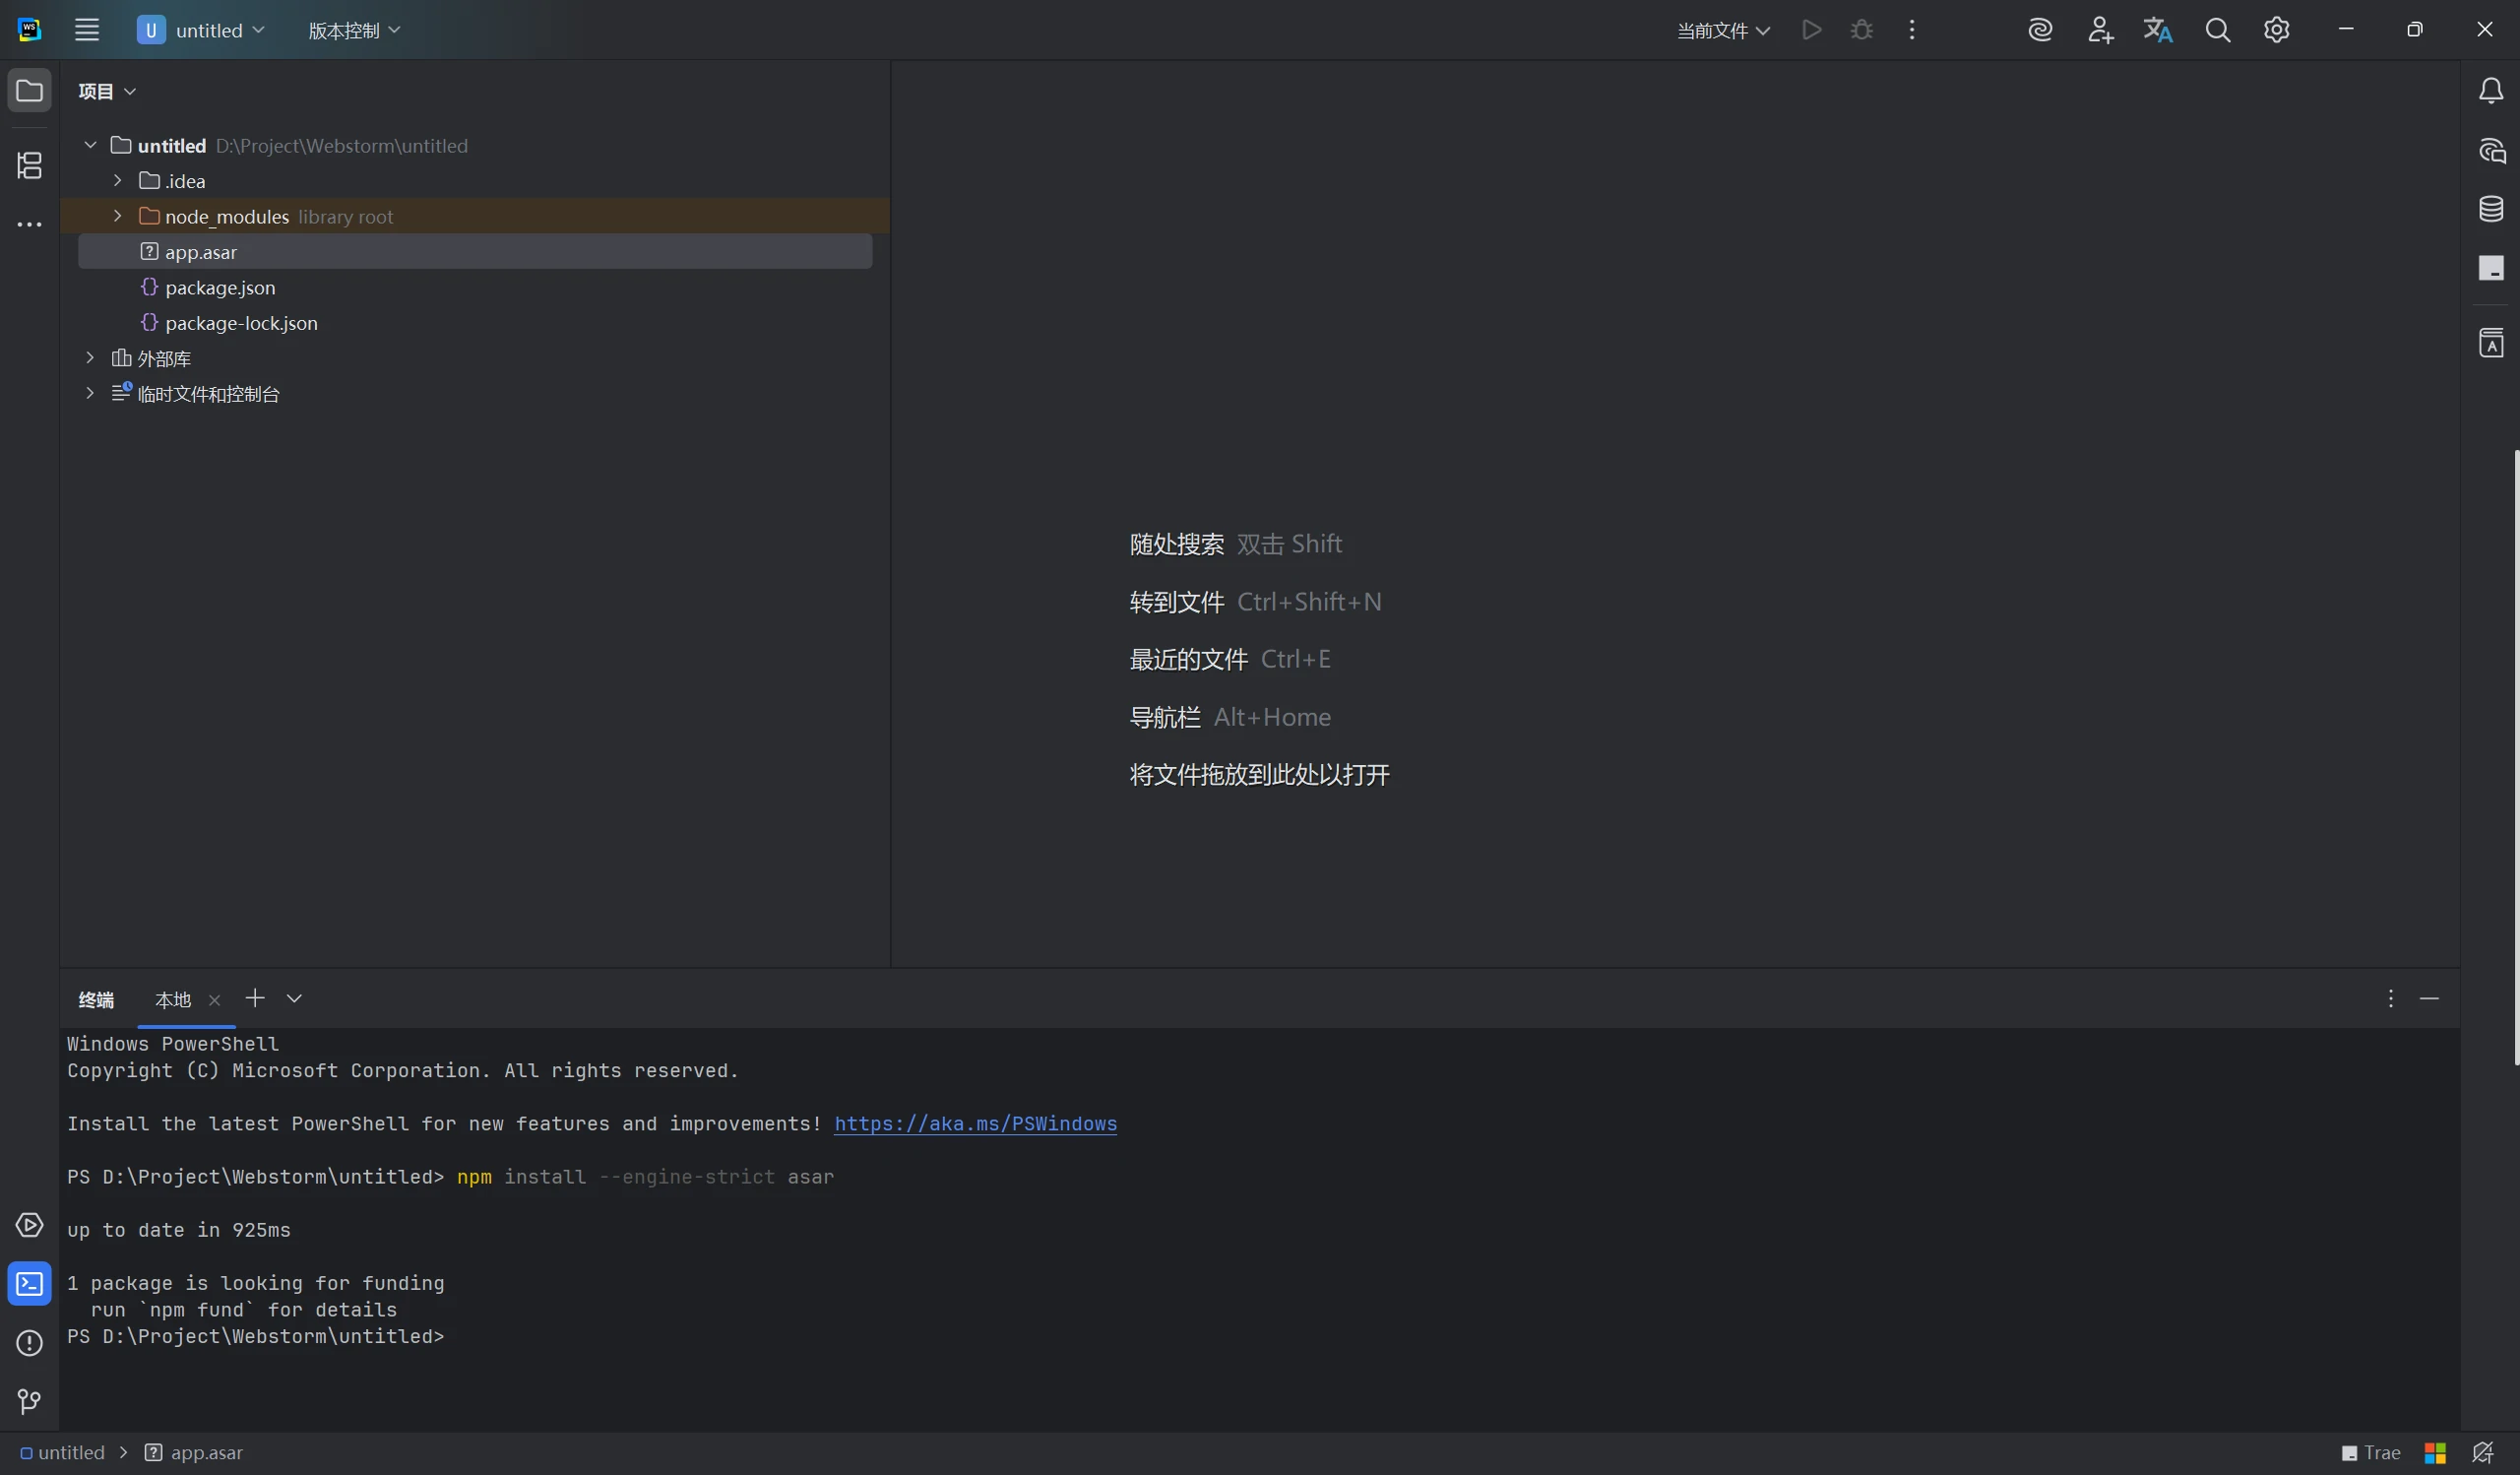 WS
U untitled 版本控制 当前文件
项目
untitled D:\Project\Webstorm\untitled
.idea
node_modules library root
app.asar
package.json
package-lock.json
外部库
临时文件和控制台
随处搜索 双击 Shift
转到文件 Ctrl+Shift+N
最近的文件 Ctrl+E
导航栏 Alt+Home
将文件拖放到此处以打开
终端 本地
Windows PowerShell
Copyright (C) Microsoft Corporation. All rights reserved.
Install the latest PowerShell for new features and improvements! https://aka.ms/PSWindows
PS D:\Project\Webstorm\untitled> npm install --engine-strict asar
up to date in 925ms
1 package is looking for funding
run `npm fund` for details
PS D:\Project\Webstorm\untitled>
untitled > app.asar Trae